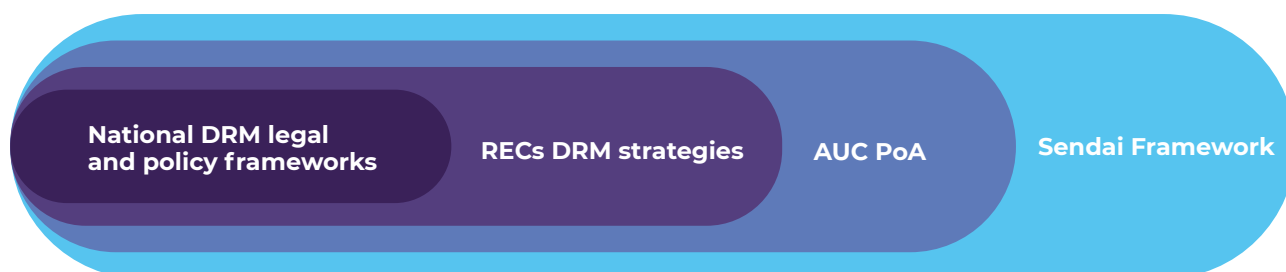 National DRM legal
and policy frameworks
RECs DRM strategies
AUC PoA
Sendai Framework